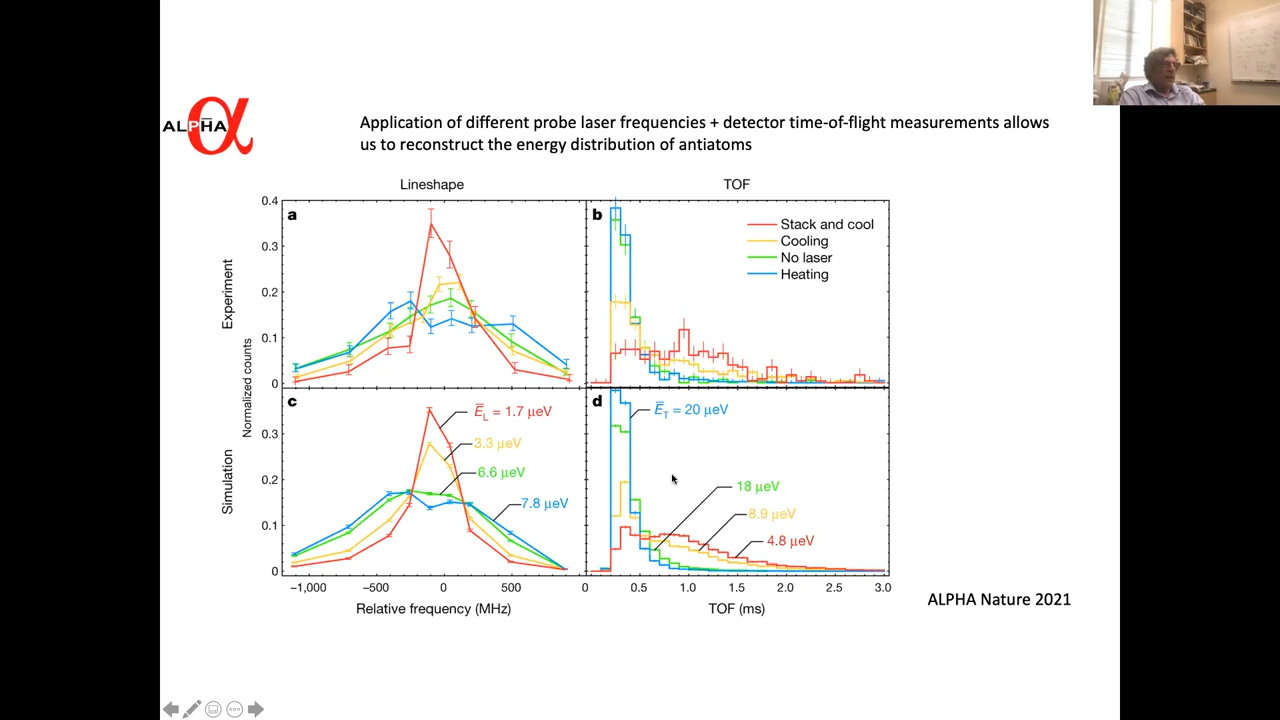 ALPHA
α
Application of different probe laser frequencies + detector time-of-flight measurements allows
us to reconstruct the energy distribution of antiatoms
Lineshape
TOF
a
b
Stack and cool
Cooling
No laser
Heating
Experiment
0.4
0.3
0.2
0.1
0
Normalized counts
c
d
Simulation
0.3
0.2
0.1
0
E̅L = 1.7 μeV
3.3 μeV
6.6 μeV
7.8 μeV
E̅T = 20 μeV
18 μeV
8.9 μeV
4.8 μeV
−1,000 −500 0 500
Relative frequency (MHz)
0 0.5 1.0 1.5 2.0 2.5 3.0
TOF (ms)
ALPHA Nature 2021